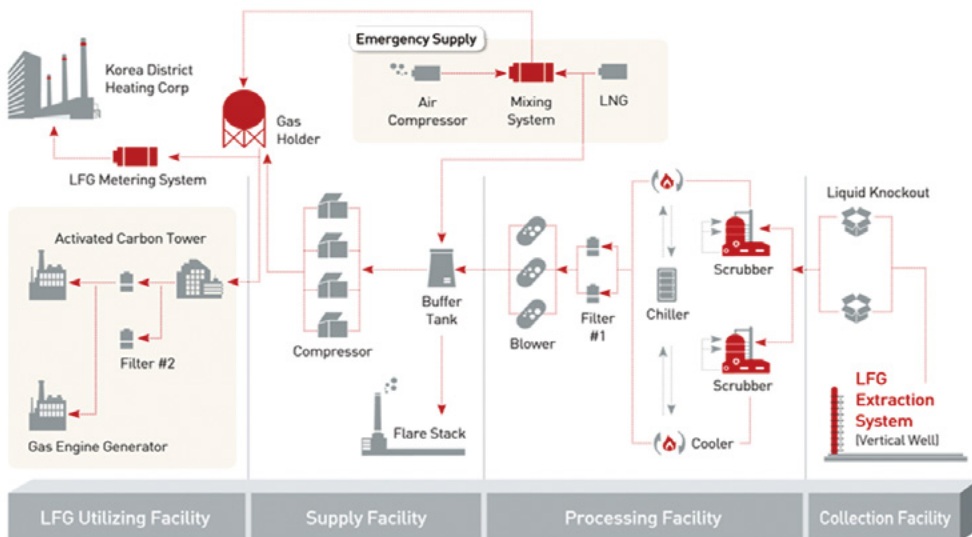 Emergency Supply
Korea District
Heating Corp
Air
Compressor
Mixing
System
LNG
Gas
Holder
LFG Metering System
Liquid Knockout
Activated Carbon Tower
Scrubber
Buffer
Tank
Chiller
Filter
#1
Blower
Compressor
Filter #2
Scrubber
LFG
Extraction
System
(Vertical Well)
Flare Stack
Cooler
Gas Engine Generator
LFG Utilizing Facility
Supply Facility
Processing Facility
Collection Facility